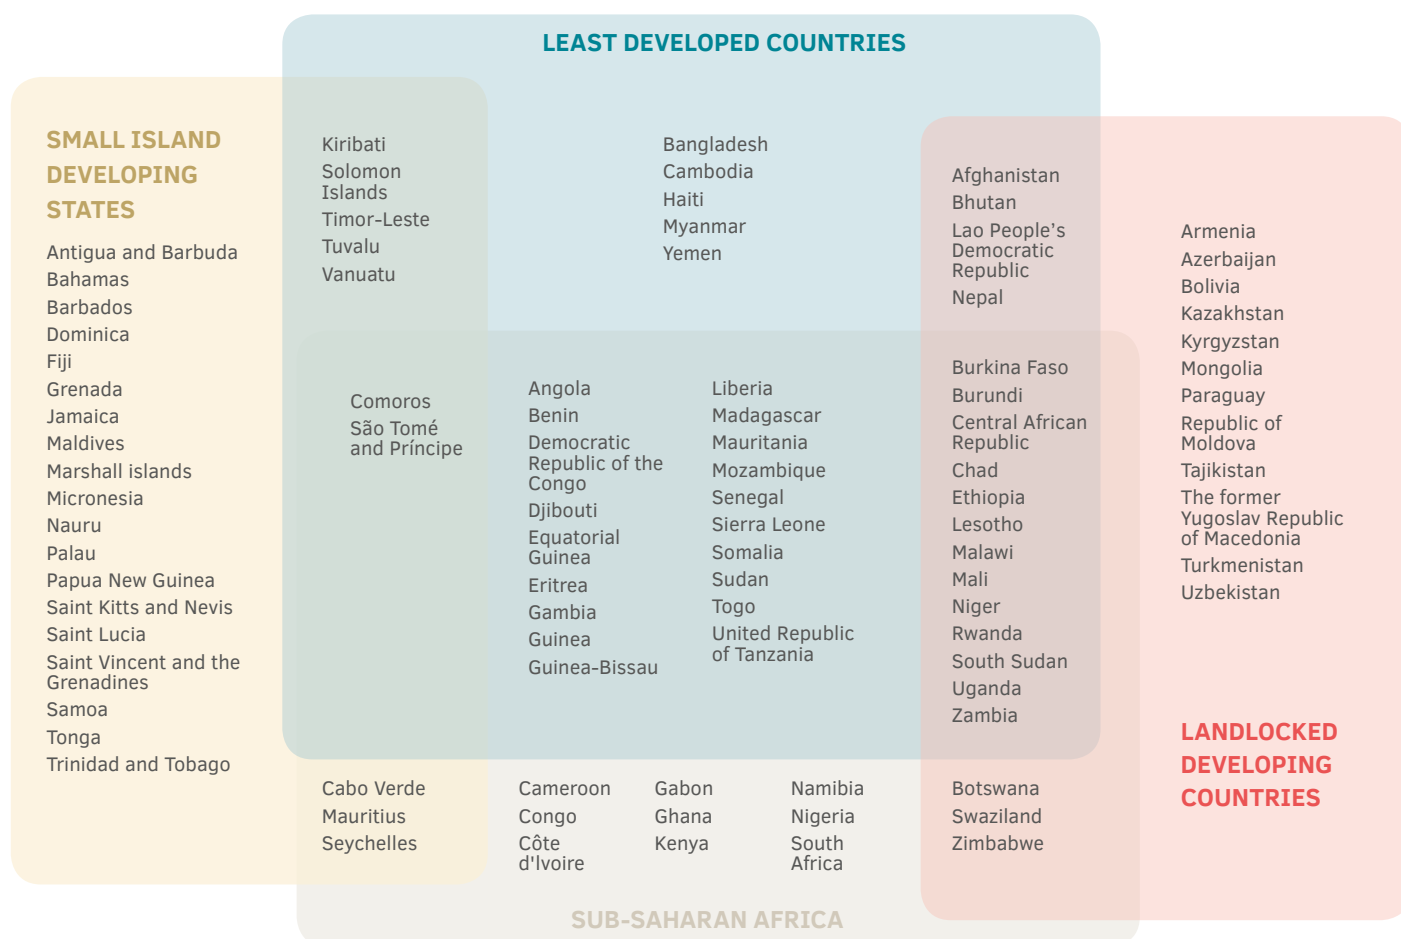 LEAST DEVELOPED COUNTRIES
SMALL ISLAND
DEVELOPING
STATES
Antigua and Barbuda
Bahamas
Barbados
Dominica
Fiji
Grenada
Jamaica
Maldives
Marshall islands
Micronesia
Nauru
Palau
Papua New Guinea
Saint Kitts and Nevis
Saint Lucia
Saint Vincent and the
Grenadines
Samoa
Tonga
Trinidad and Tobago
Kiribati
Solomon
Islands
Timor-Leste
Tuvalu
Vanuatu
Bangladesh
Cambodia
Haiti
Myanmar
Yemen
Afghanistan
Bhutan
Lao People’s
Democratic
Republic
Nepal
Comoros
São Tomé
and Príncipe
Angola
Benin
Democratic
Republic of the
Congo
Djibouti
Equatorial
Guinea
Eritrea
Gambia
Guinea
Guinea-Bissau
Liberia
Madagascar
Mauritania
Mozambique
Senegal
Sierra Leone
Somalia
Sudan
Togo
United Republic
of Tanzania
Burkina Faso
Burundi
Central African
Republic
Chad
Ethiopia
Lesotho
Malawi
Mali
Niger
Rwanda
South Sudan
Uganda
Zambia
Armenia
Azerbaijan
Bolivia
Kazakhstan
Kyrgyzstan
Mongolia
Paraguay
Republic of
Moldova
Tajikistan
The former
Yugoslav Republic
of Macedonia
Turkmenistan
Uzbekistan
LANDLOCKED
DEVELOPING
COUNTRIES
Cabo Verde
Mauritius
Seychelles
Cameroon
Congo
Côte
d'Ivoire
Gabon
Ghana
Kenya
Namibia
Nigeria
South
Africa
Botswana
Swaziland
Zimbabwe
SUB-SAHARAN AFRICA